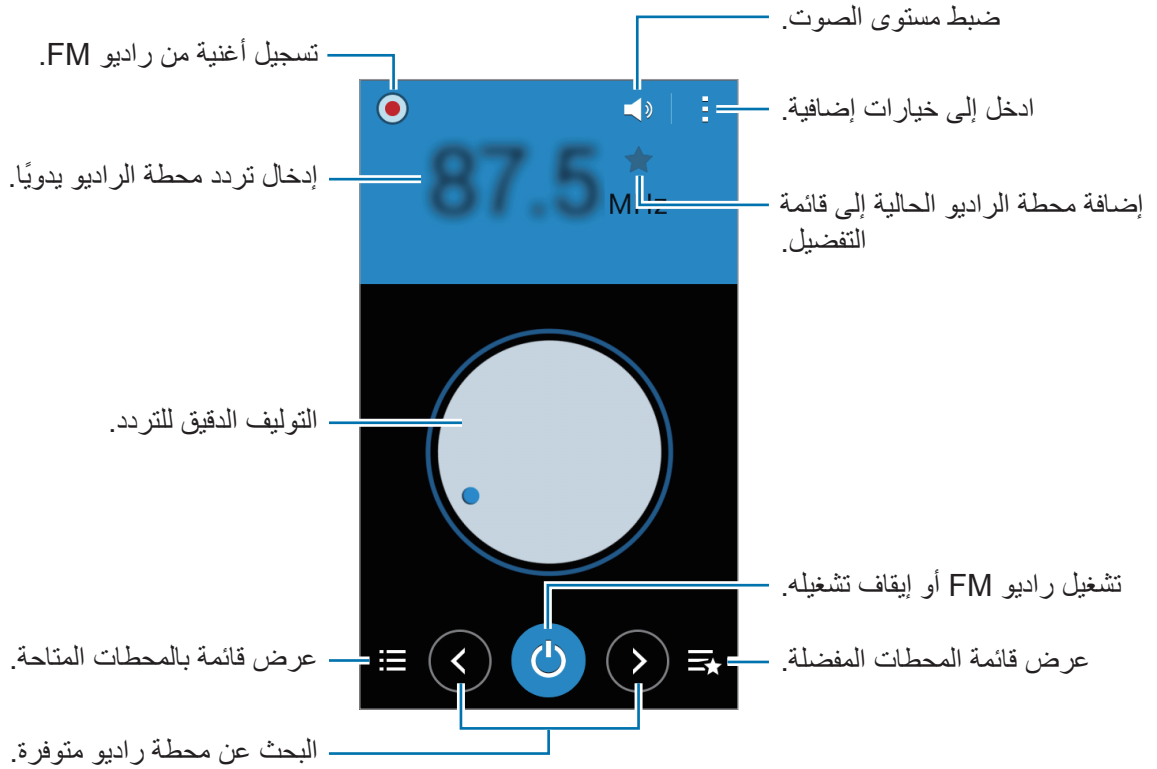 ضبط مستوى الصوت.
تسجيل أغنية من راديو FM.
ادخل إلى خيارات إضافية.
إدخال تردد محطة الراديو يدويًا.
87.5
MHz
إضافة محطة الراديو الحالية إلى قائمة
التفضيل.
التوليف الدقيق للتردد.
تشغيل راديو FM أو إيقاف تشغيله.
عرض قائمة بالمحطات المتاحة.
عرض قائمة المحطات المفضلة.
البحث عن محطة راديو متوفرة.